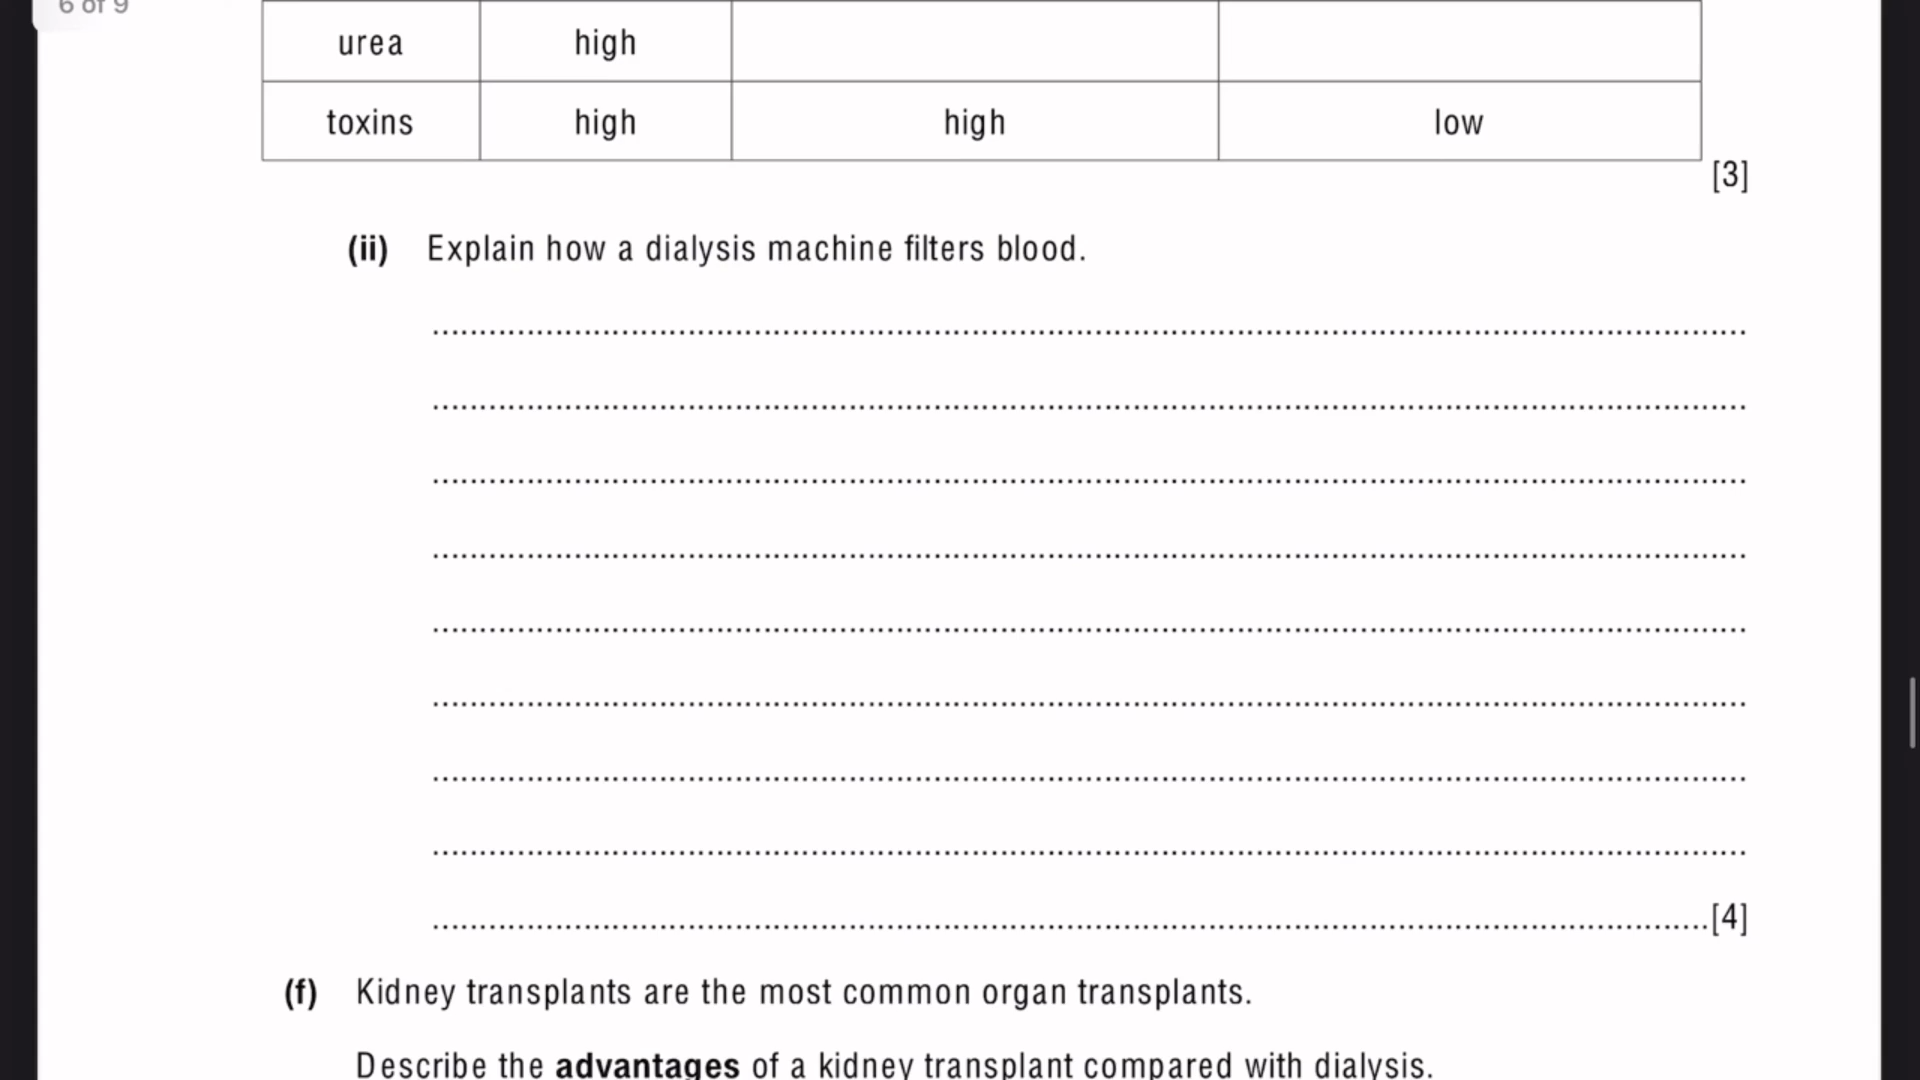 6 of 9
urea high
toxins high high low
[3]
(ii) Explain how a dialysis machine filters blood.
[4]
(f) Kidney transplants are the most common organ transplants.
Describe the advantages of a kidney transplant compared with dialysis.